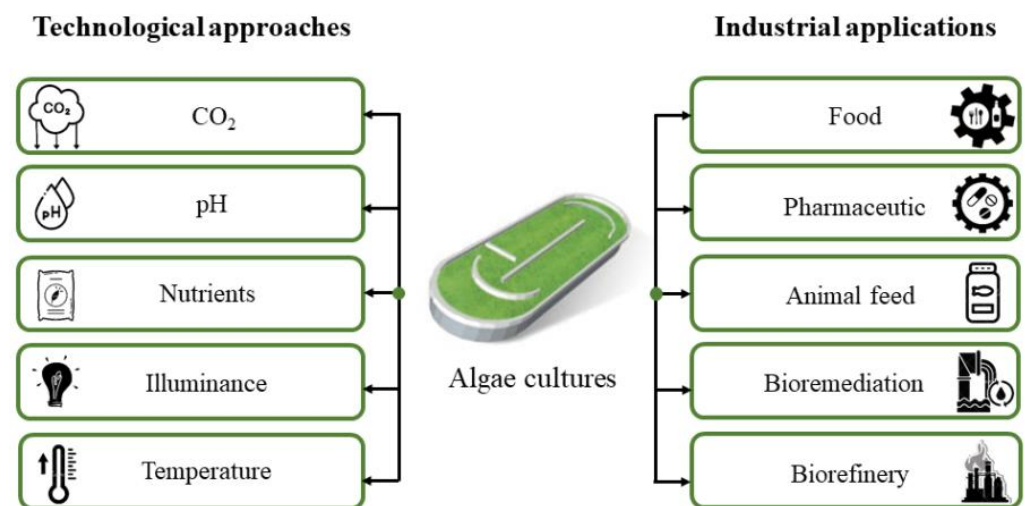 Technological approaches
Industrial applications
CO₂
CO₂
pH
pH
Nutrients
Illuminance
Temperature
Algae cultures
Food
Pharmaceutic
Animal feed
Bioremediation
Biorefinery